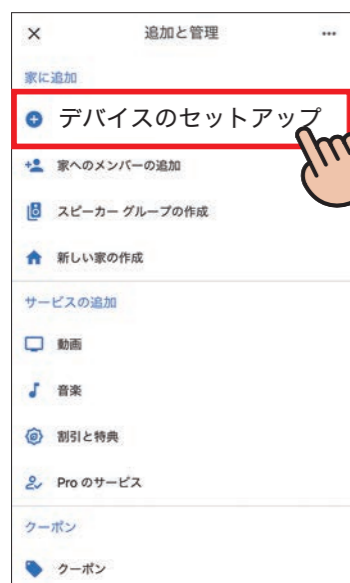 追加と管理
家に追加
デバイスのセットアップ
家へのメンバーの追加
スピーカー グループの作成
新しい家の作成
サービスの追加
動画
音楽
割引と特典
Pro のサービス
クーポン
クーポン